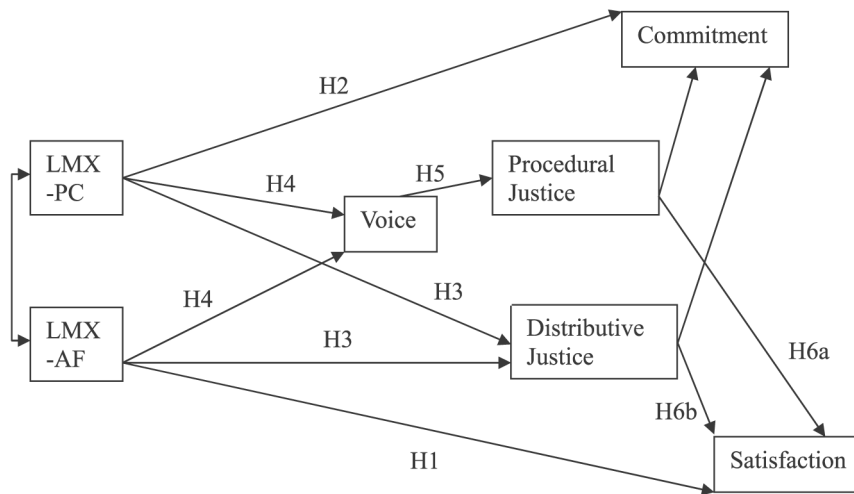 Commitment
H2
LMX
-PC
H4
H5
Procedural
Justice
Voice
H4
H3
LMX
-AF
H3
Distributive
Justice
H6a
H6b
H1
Satisfaction